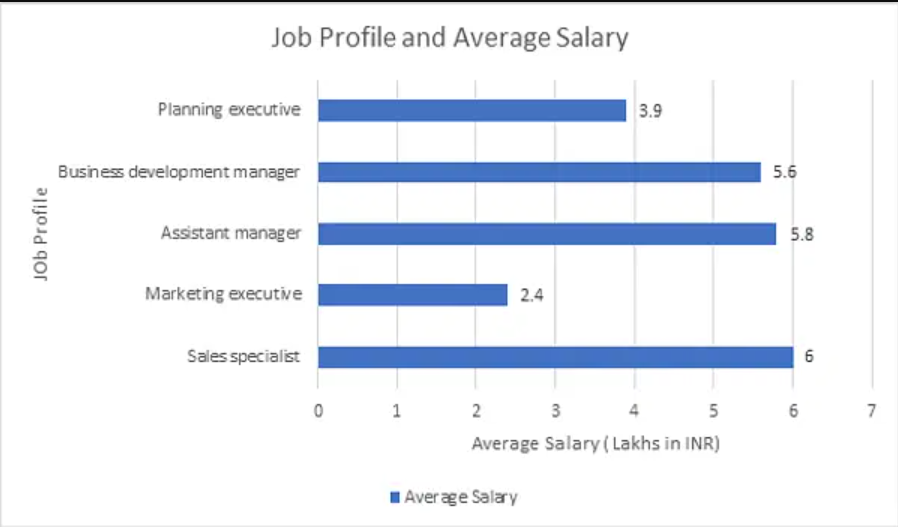 Job Profile and Average Salary
Planning executive
3.9
Business development manager
5.6
Assistant manager
5.8
Marketing executive
2.4
Sales specialist
6
JOb Profile
0 1 2 3 4 5 6 7
Average Salary ( Lakhs in INR)
Average Salary